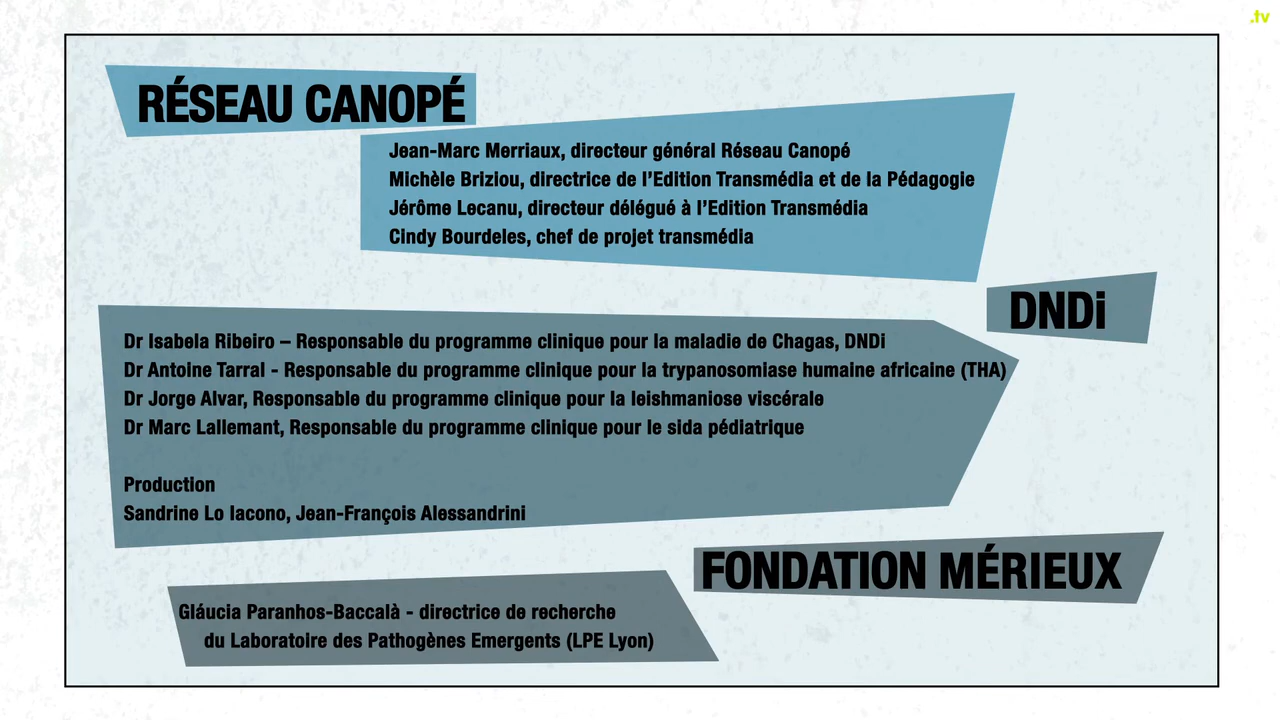 .tv
RÉSEAU CANOPÉ
Jean-Marc Merriaux, directeur général Réseau Canopé
Michèle Briziou, directrice de l’Edition Transmédia et de la Pédagogie
Jérôme Lecanu, directeur délégué à l’Edition Transmédia
Cindy Bourdeles, chef de projet transmédia
DNDi
Dr Isabela Ribeiro – Responsable du programme clinique pour la maladie de Chagas, DNDi
Dr Antoine Tarral - Responsable du programme clinique pour la trypanosomiase humaine africaine (THA)
Dr Jorge Alvar, Responsable du programme clinique pour la leishmaniose viscérale
Dr Marc Lallemant, Responsable du programme clinique pour le sida pédiatrique
Production
Sandrine Lo Iacono, Jean-François Alessandrini
FONDATION MÉRIEUX
Gláucia Paranhos-Baccalà - directrice de recherche
du Laboratoire des Pathogènes Emergents (LPE Lyon)